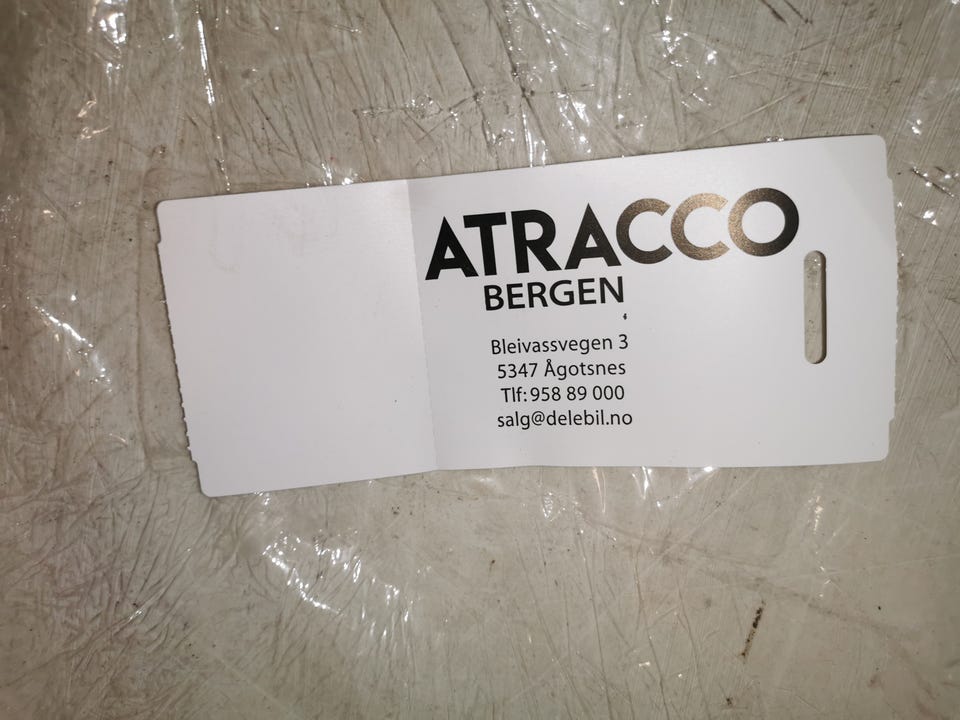 ATRACCO
BERGEN
Bleivassvegen 3
5347 Ågotsnes
Tlf: 958 89 000
salg@delebil.no